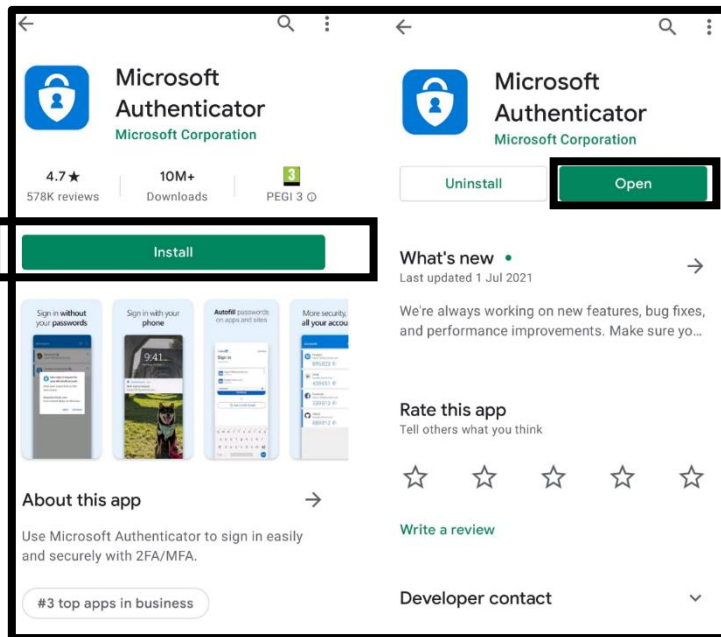 Microsoft
Authenticator
Microsoft Corporation
4.7★
578K reviews
10M+
Downloads
3
PEGI 3
Install
Sign in without
your passwords
Sign in with your
phone
9:41
Autofill passwords
on apps and sites
Sign in
More security,
all your accou
About this app
Use Microsoft Authenticator to sign in easily
and securely with 2FA/MFA.
#3 top apps in business
Microsoft
Authenticator
Microsoft Corporation
Uninstall
Open
What's new
Last updated 1 Jul 2021
We're always working on new features, bug fixes,
and performance improvements. Make sure yo...
Rate this app
Tell others what you think
Write a review
Developer contact